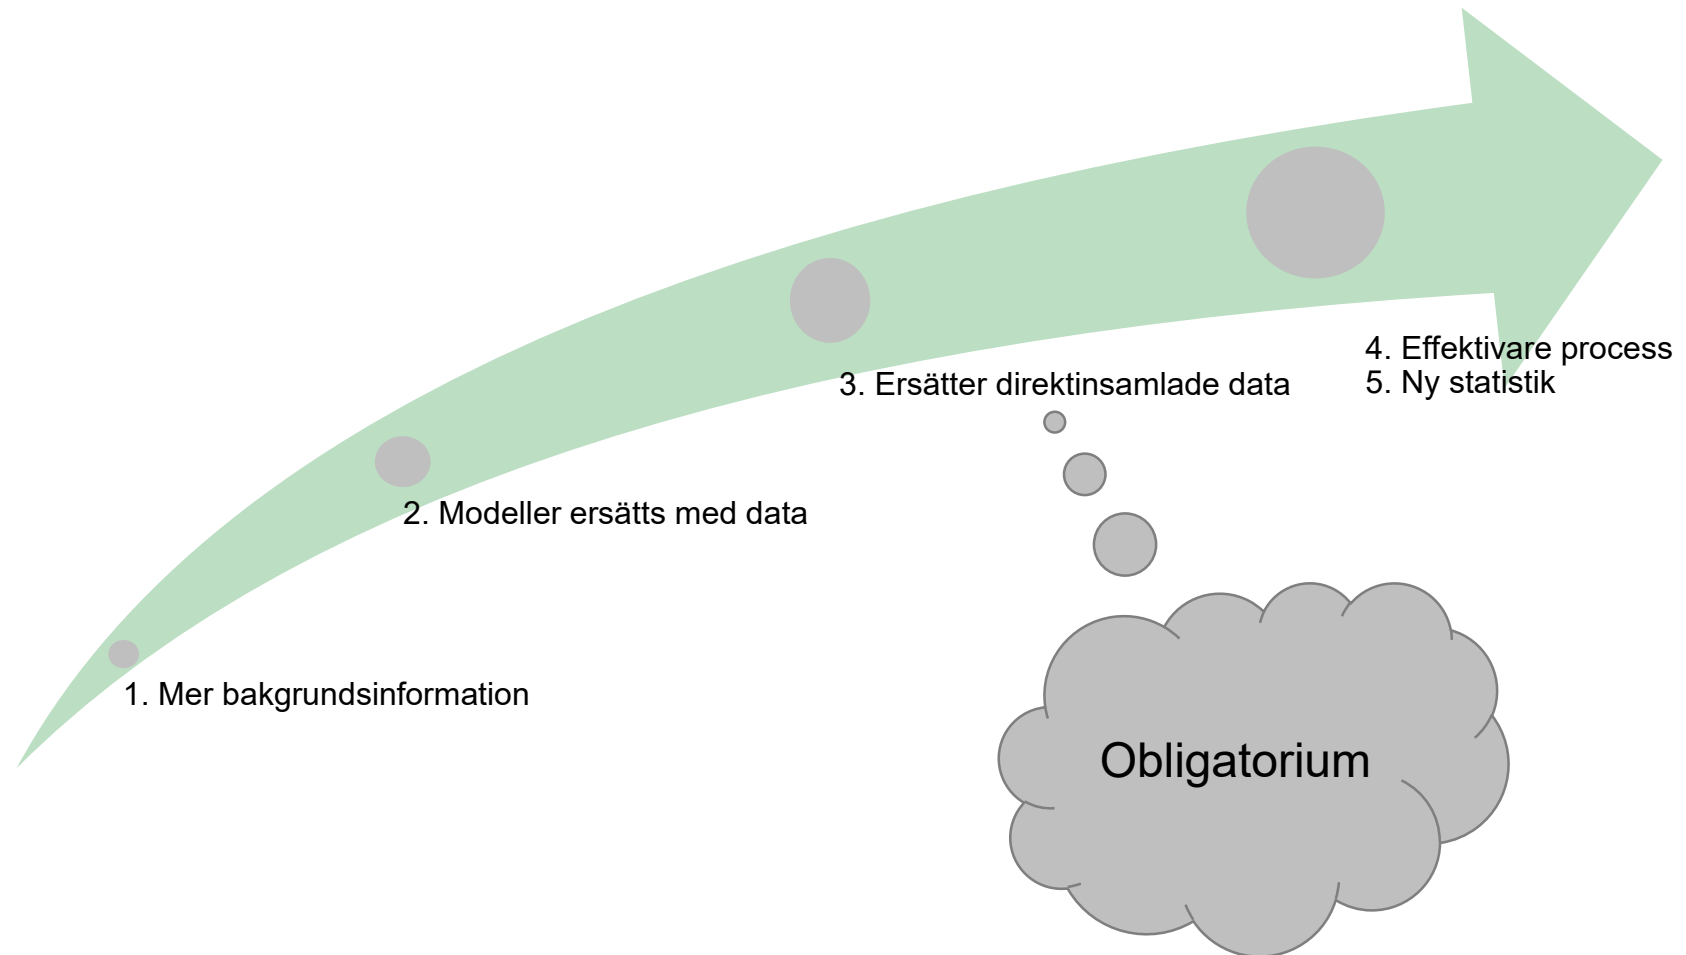 1. Mer bakgrundsinformation
2. Modeller ersätts med data
3. Ersätter direktinsamlade data
4. Effektivare process
5. Ny statistik
Obligatorium